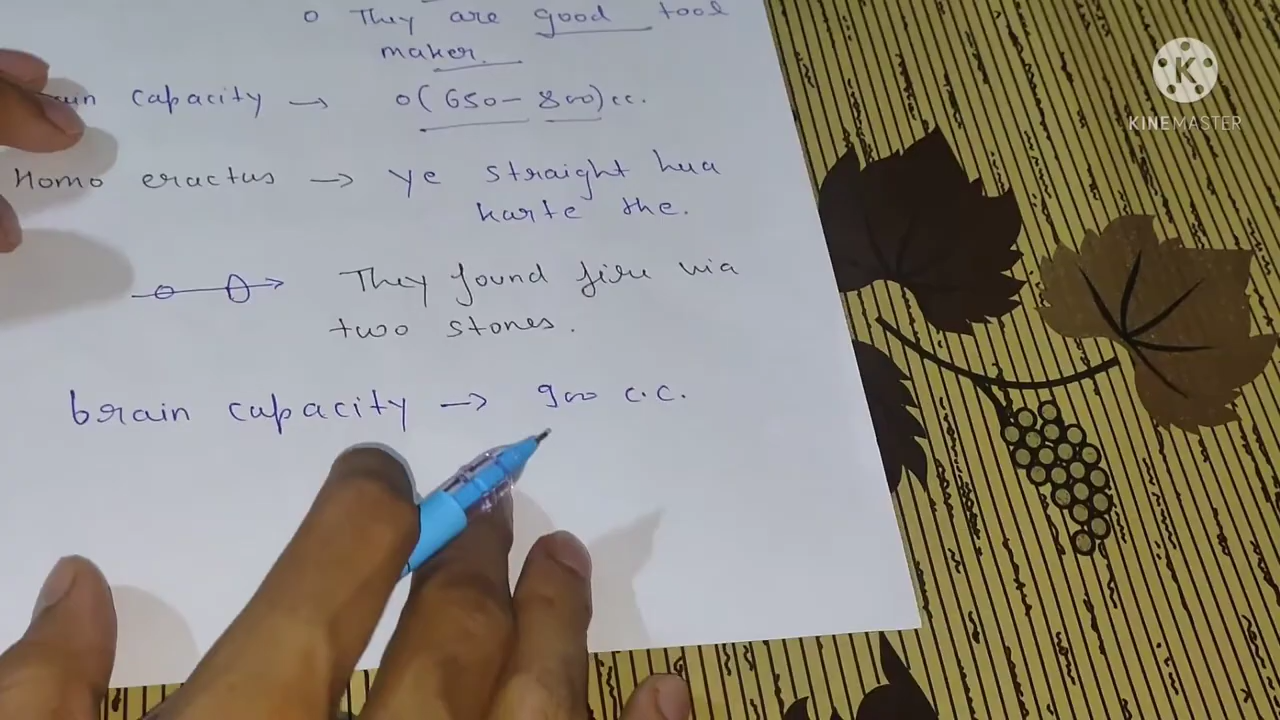 o They are good tool
maker.
capacity → o (650-800) cc.
Homo eractus → ye straight hua
karte the.
→ They found fire via
two stones.
brain capacity → 900 c.c.
K
KINEMASTER